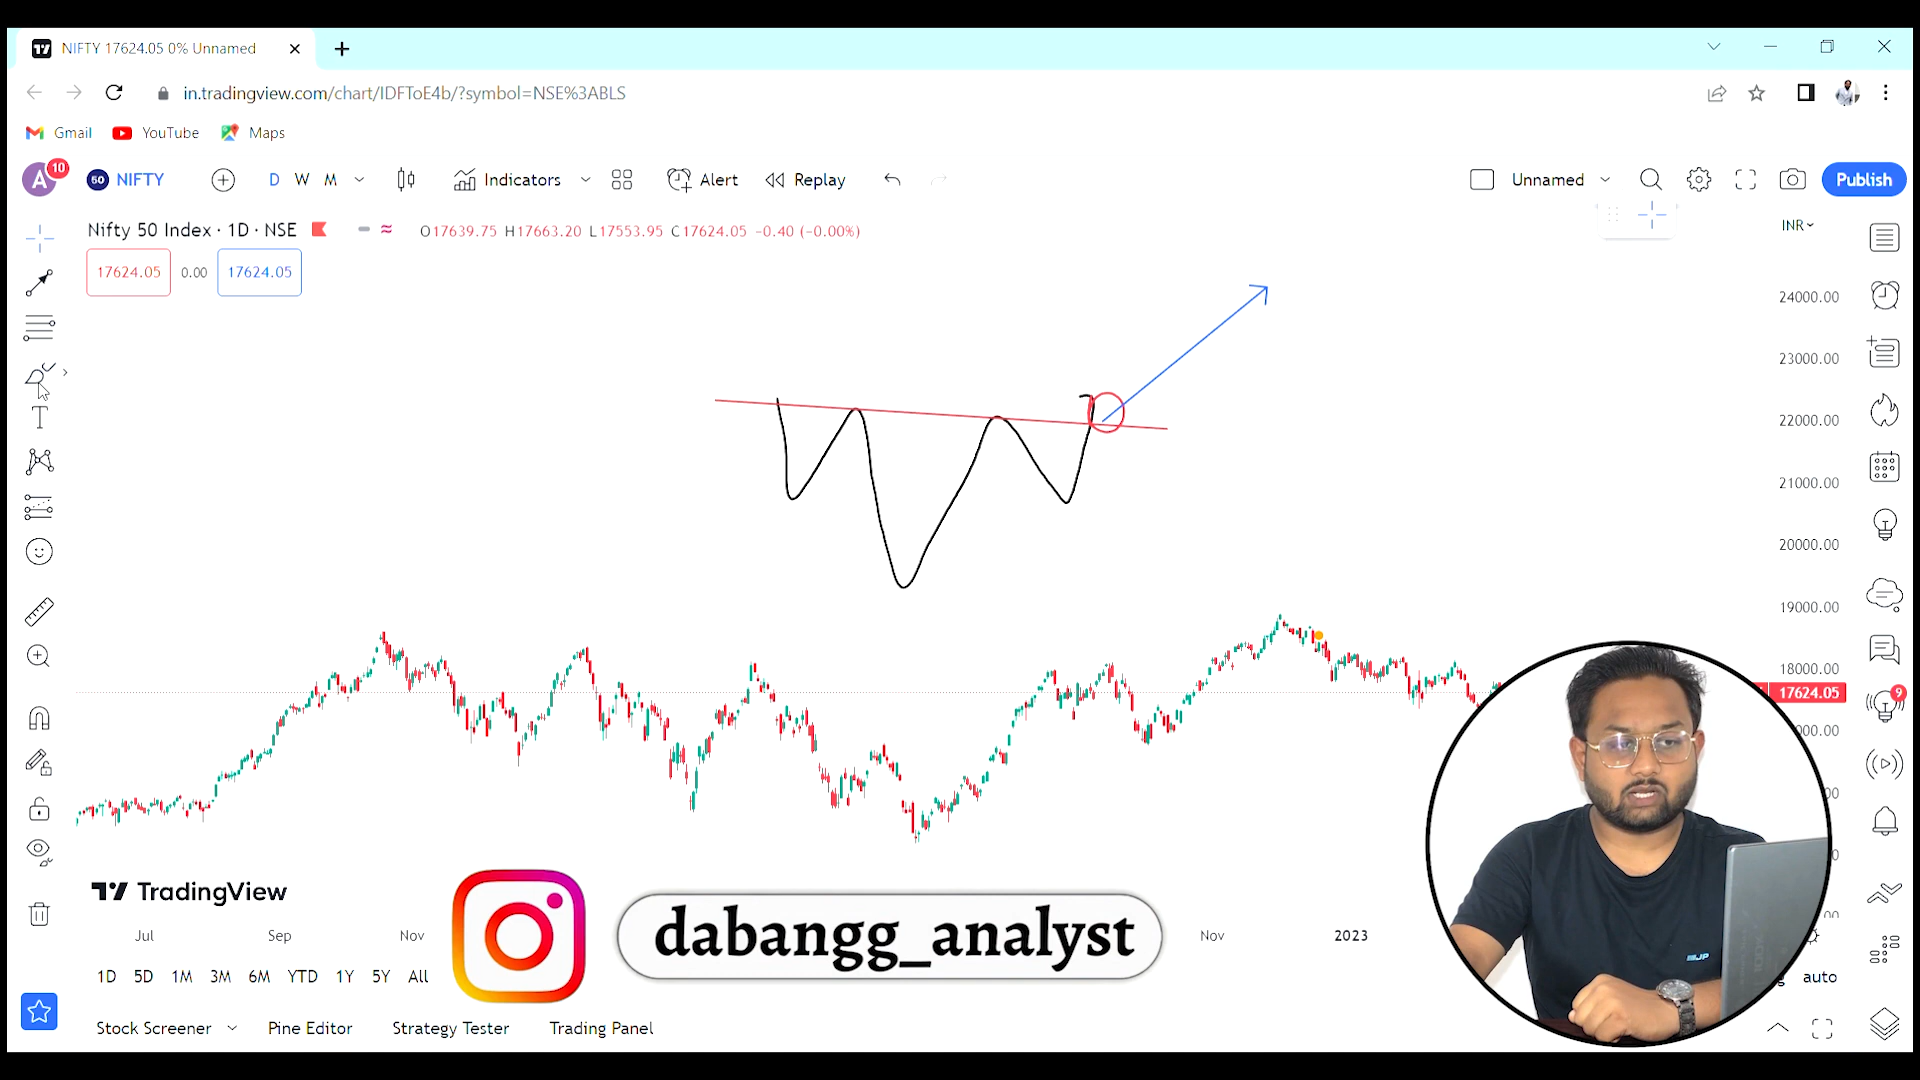 NIFTY 17624.05 0% Unnamed
in.tradingview.com/chart/IDFToE4b/?symbol=NSE%3ABLS
Gmail YouTube Maps
A 10 50 NIFTY D W M Indicators Alert Replay Unnamed Publish
Nifty 50 Index · 1D · NSE O17639.75 H17663.20 L17553.95 C17624.05 -0.40 (-0.00%) INR
17624.05 0.00 17624.05
24000.00
23000.00
22000.00
21000.00
20000.00
19000.00
18000.00
17624.05
9
TradingView
dabangg_analyst
Jul Sep Nov Nov 2023
1D 5D 1M 3M 6M YTD 1Y 5Y All auto
Stock Screener Pine Editor Strategy Tester Trading Panel